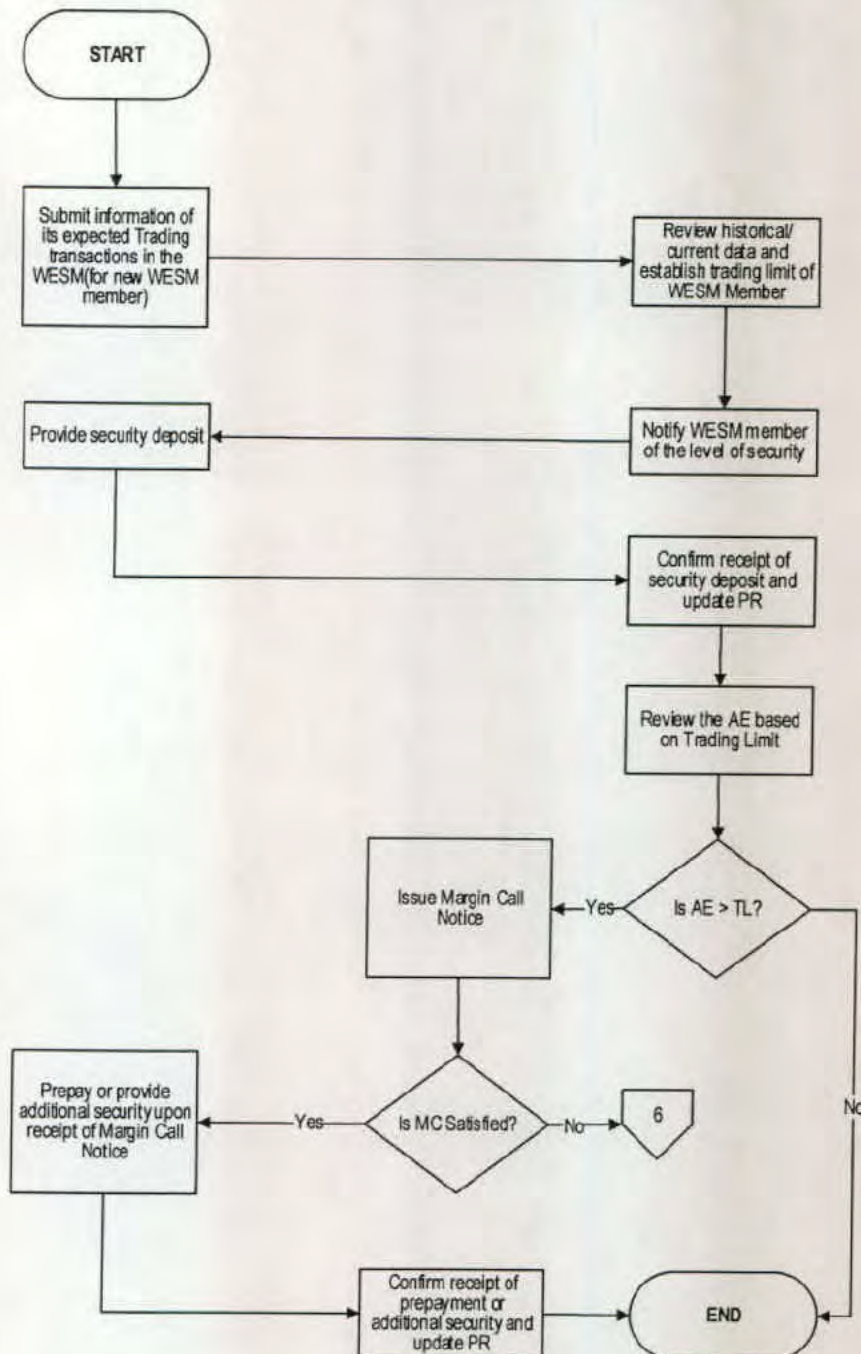 START
Submit information of
its expected Trading
transactions in the
WESM(for new WESM
member)
Review historical/
current data and
establish trading limit of
WESM Member
Provide security deposit
Notify WESM member
of the level of security
Confirm receipt of
security deposit and
update PR
Review the AE based
on Trading Limit
Issue Margin Call
Notice
Yes
Is AE > TL?
Prepay or provide
additional security upon
receipt of Margin Call
Notice
Yes
Is MC Satisfied?
No
6
No
Confirm receipt of
prepayment or
additional security and
update PR
END